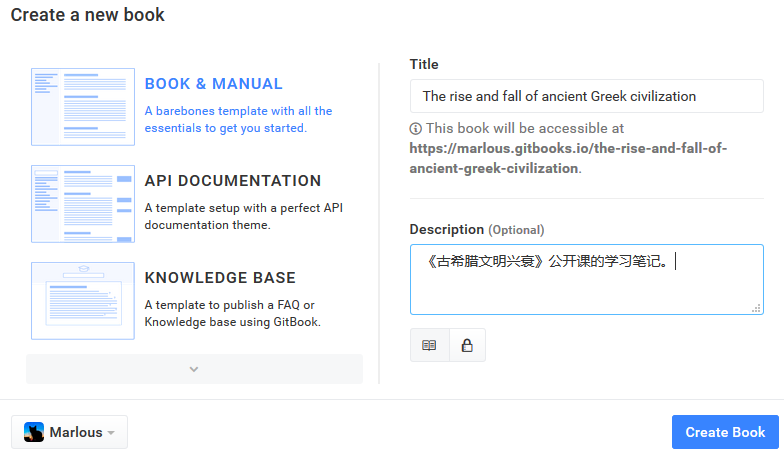 Create a new book
BOOK & MANUAL
A barebones template with all the
essentials to get you started.
API DOCUMENTATION
A template setup with a perfect API
documentation theme.
KNOWLEDGE BASE
A template to publish a FAQ or
Knowledge base using GitBook.
Title
The rise and fall of ancient Greek civilization
This book will be accessible at
https://marlous.gitbooks.io/the-rise-and-fall-of-
ancient-greek-civilization.
Description (Optional)
《古希腊文明兴衰》公开课的学习笔记。
Marlous
Create Book